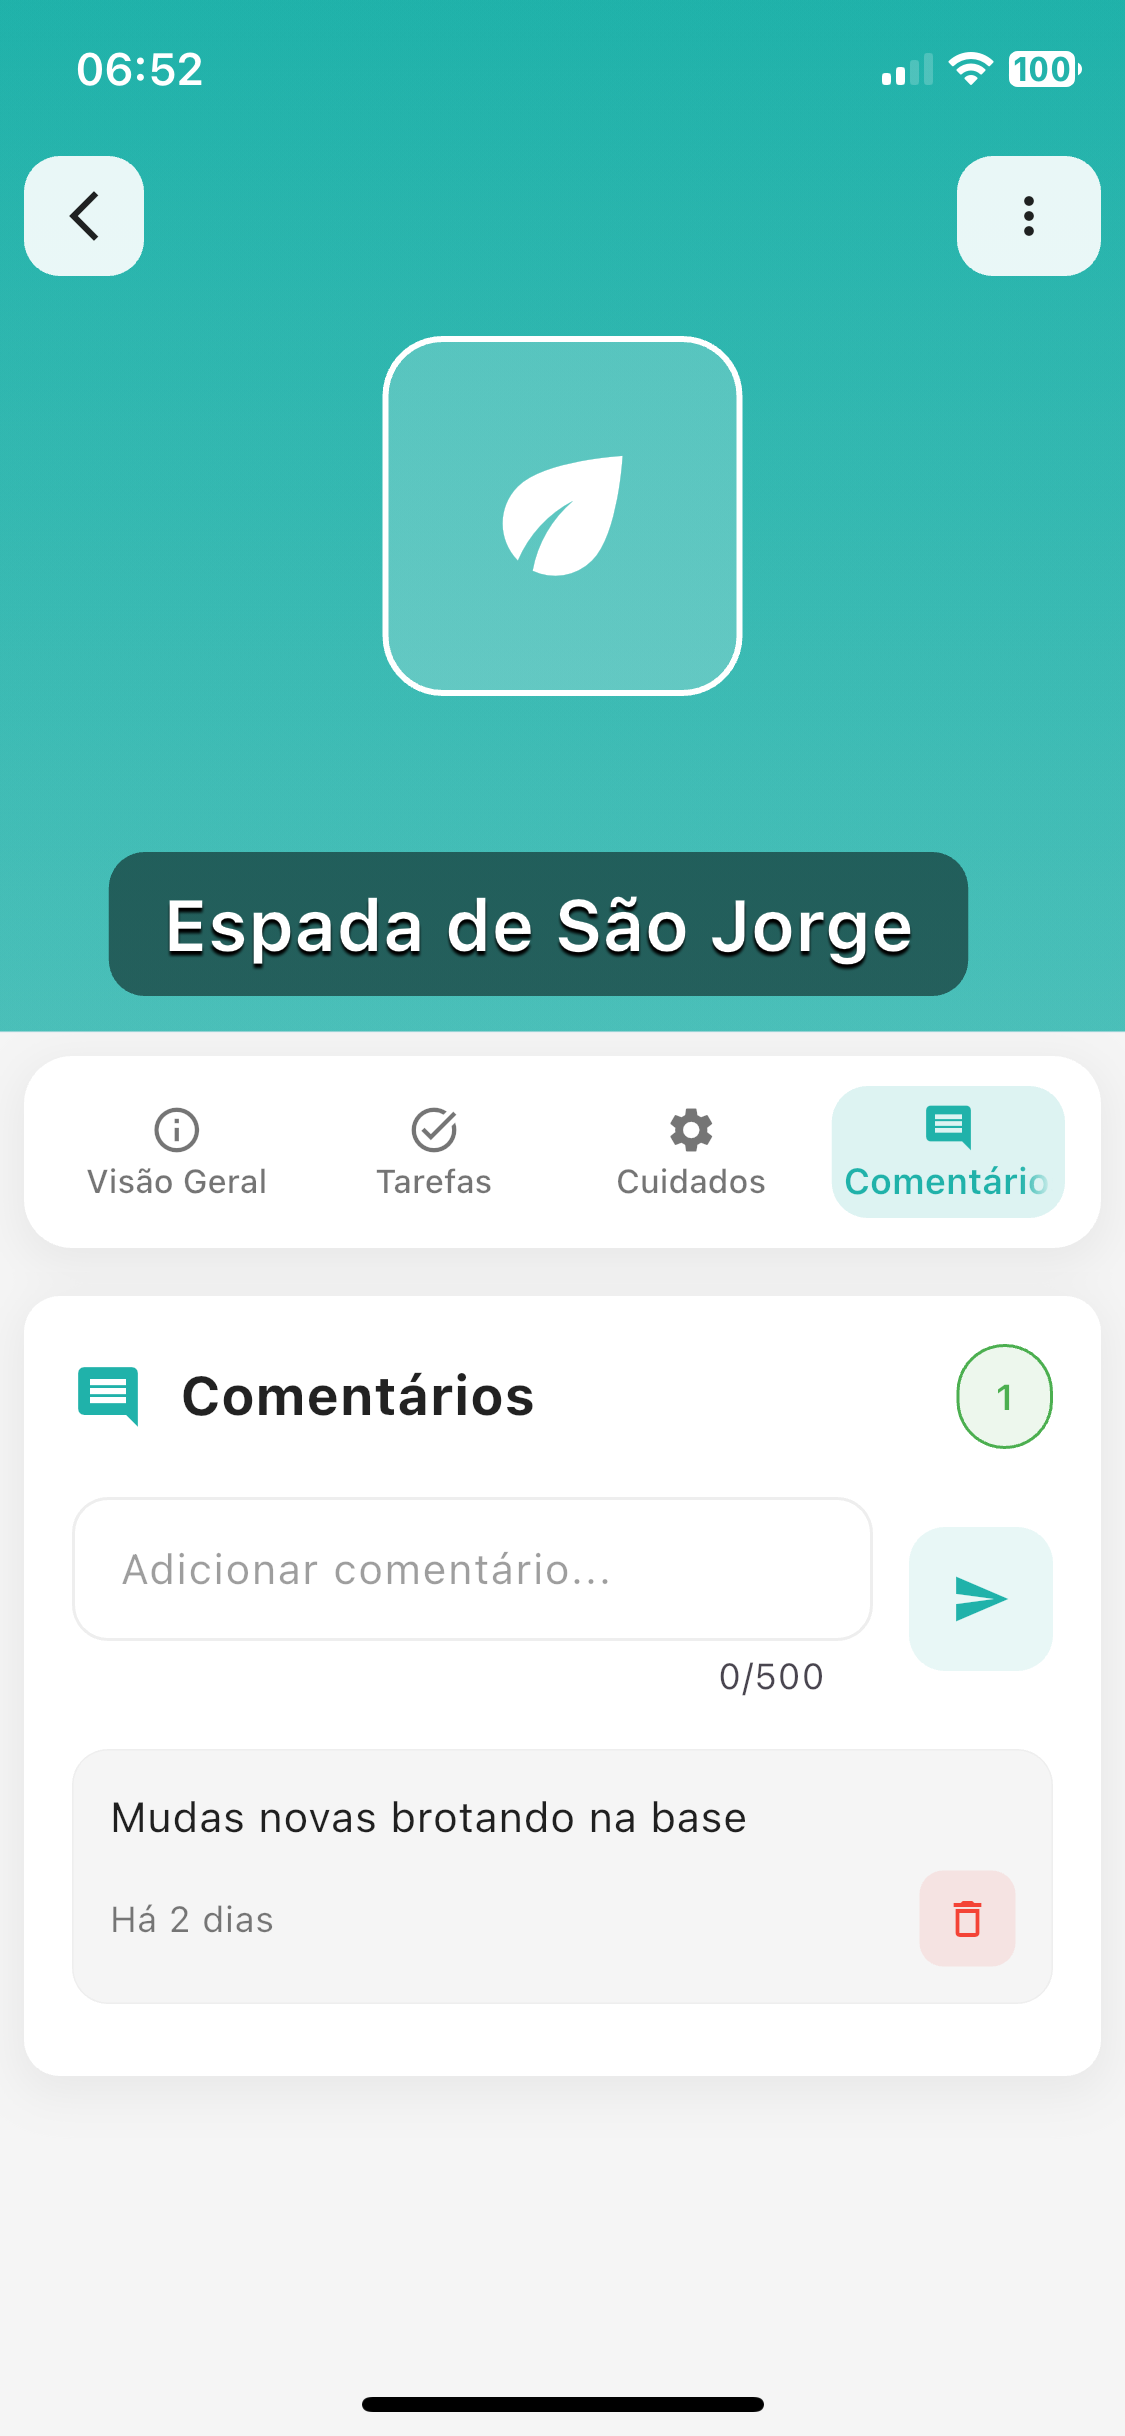 06:52
100
Espada de São Jorge
Visão Geral
Tarefas
Cuidados
Comentário
Comentários
1
Adicionar comentário...
0/500
Mudas novas brotando na base
Há 2 dias